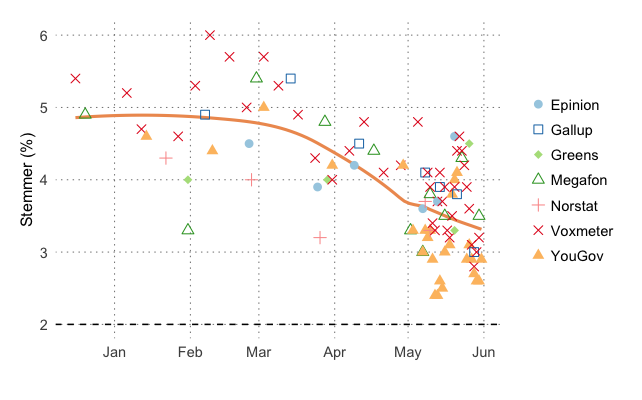 6
5
4
3
2
Stemmer (%)
Jan Feb Mar Apr May Jun
Epinion
Gallup
Greens
Megafon
Norstat
Voxmeter
YouGov